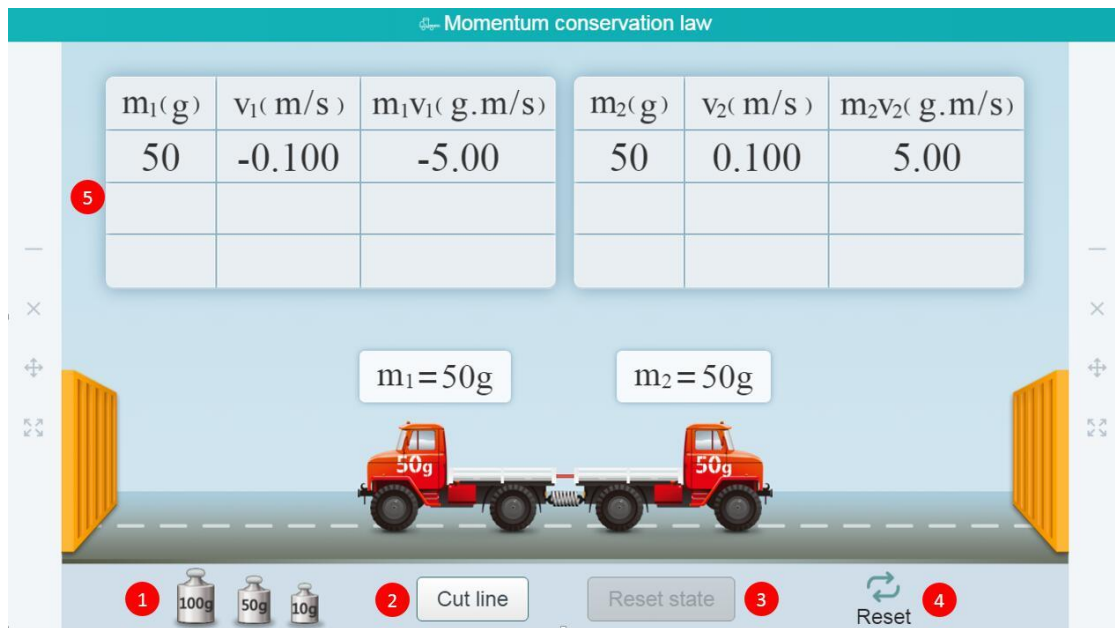 Momentum conservation law
m₁(g) v₁( m/s ) m₁v₁( g.m/s) m₂(g) v₂( m/s ) m₂v₂( g.m/s)
50 -0.100 -5.00 50 0.100 5.00
5
m₁=50g m₂=50g
50g 50g
1 100g 50g 10g 2 Cut line Reset state 3 Reset 4